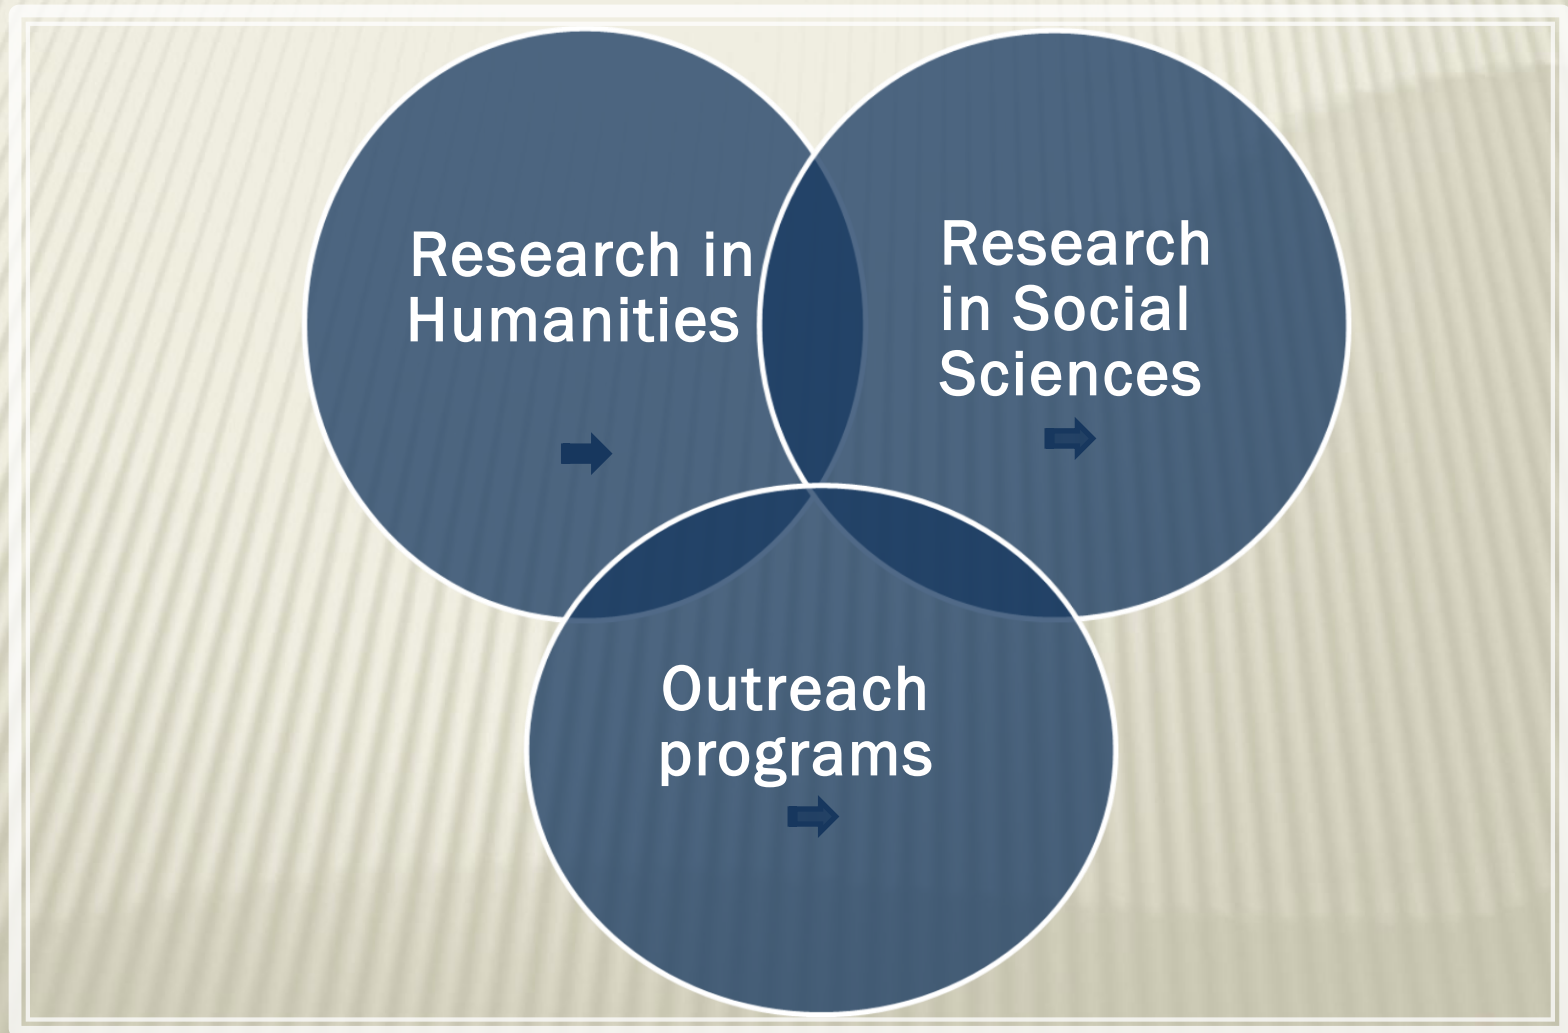 Research in
Humanities
Research
in Social
Sciences
Outreach
programs